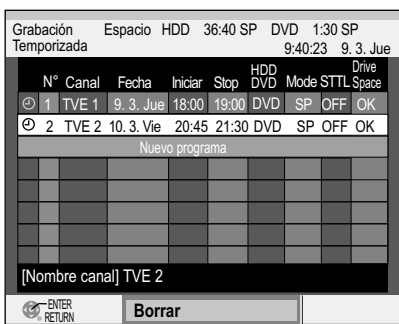 Grabación Espacio HDD 36:40 SP DVD 1:30 SP
Temporizada 9:40:23 9. 3. Jue
N° Canal Fecha Iniciar Stop HDD DVD Mode STTL Drive Space
1 TVE 1 9. 3. Jue 18:00 19:00 DVD SP OFF OK
2 TVE 2 10. 3. Vie 20:45 21:30 DVD SP OFF OK
Nuevo programa
[Nombre canal] TVE 2
ENTER
RETURN
Borrar